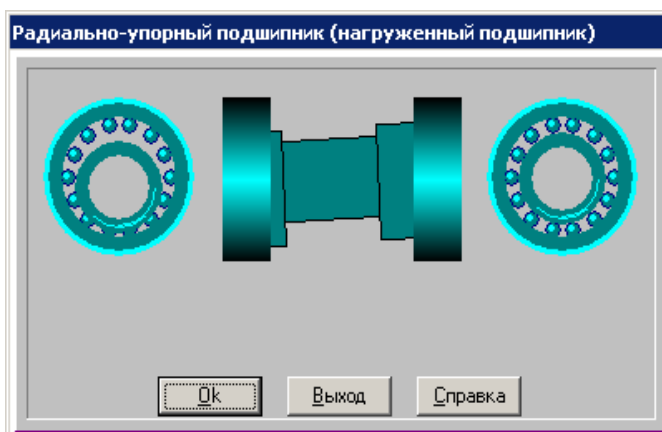 Радиально-упорный подшипник (нагруженный подшипник)
Ok
Выход
Справка